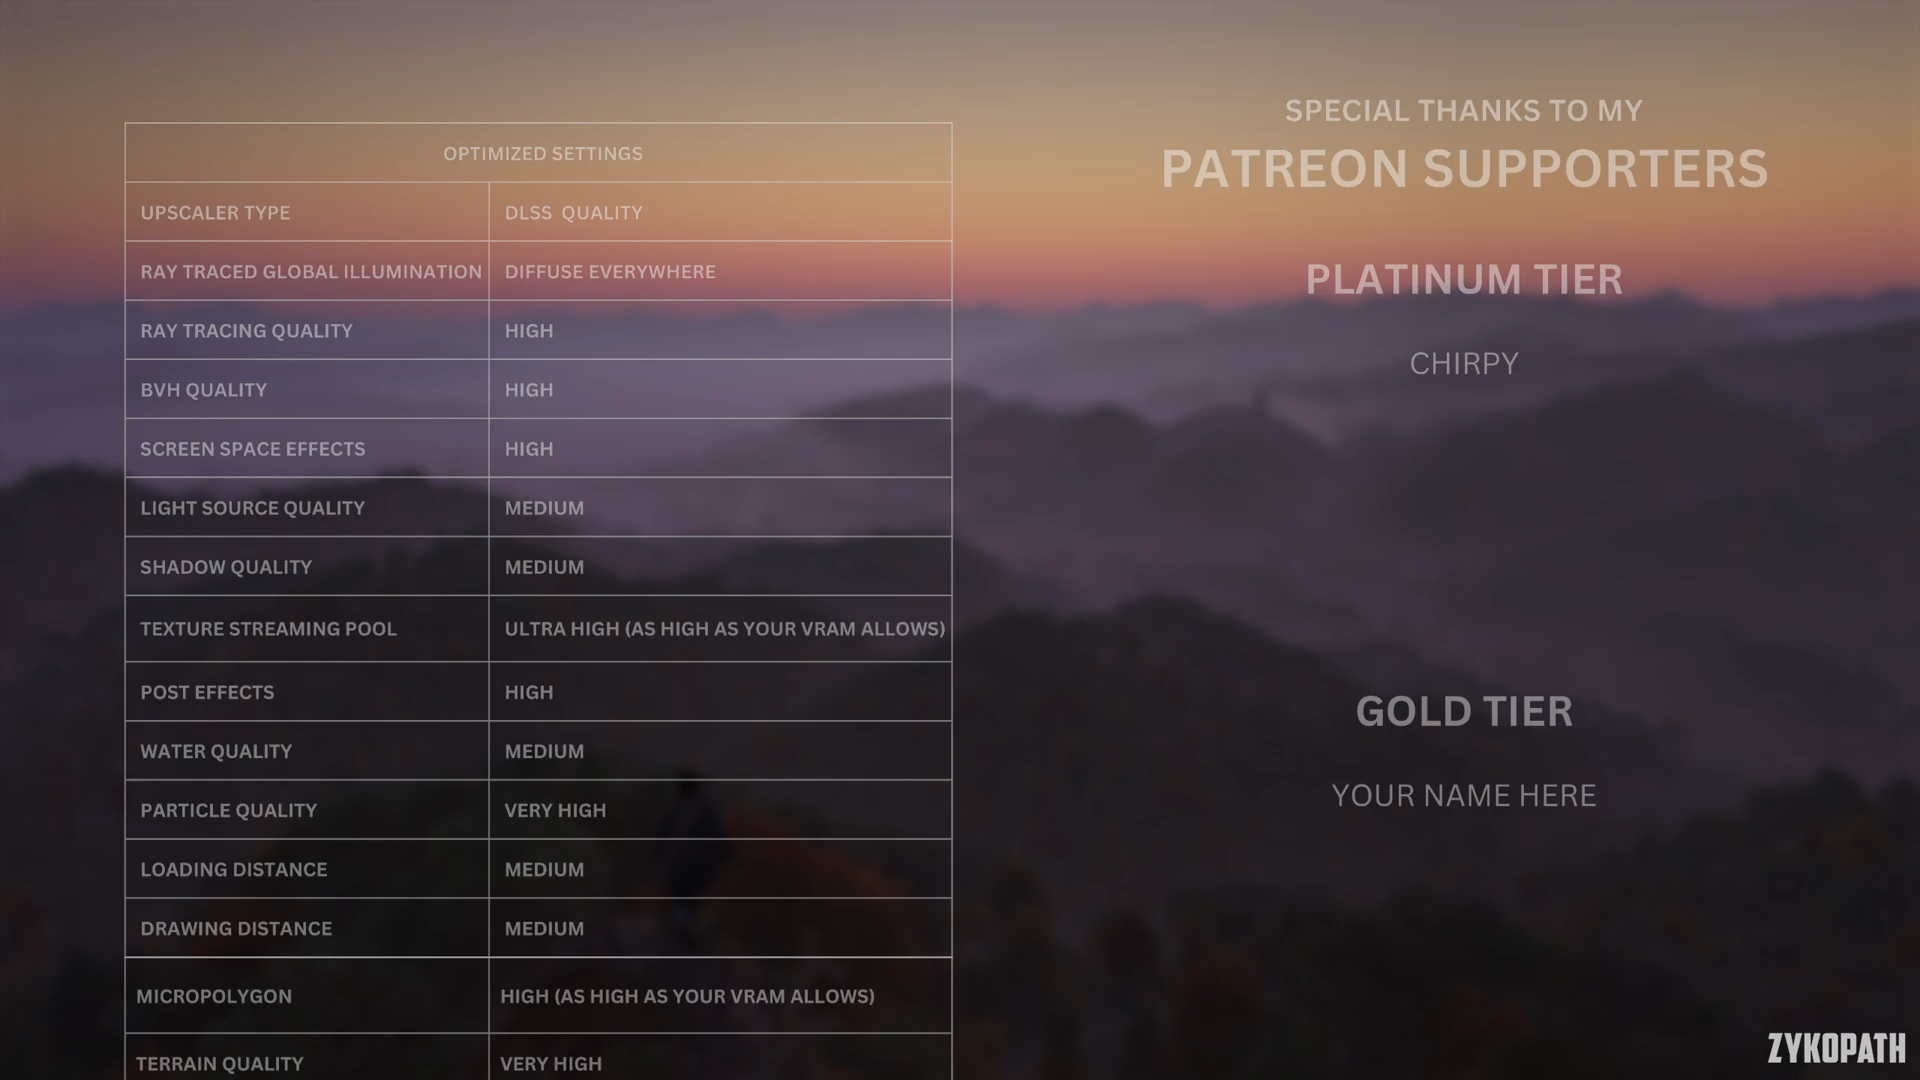 OPTIMIZED SETTINGS
UPSCALER TYPE DLSS QUALITY
RAY TRACED GLOBAL ILLUMINATION DIFFUSE EVERYWHERE
RAY TRACING QUALITY HIGH
BVH QUALITY HIGH
SCREEN SPACE EFFECTS HIGH
LIGHT SOURCE QUALITY MEDIUM
SHADOW QUALITY MEDIUM
TEXTURE STREAMING POOL ULTRA HIGH (AS HIGH AS YOUR VRAM ALLOWS)
POST EFFECTS HIGH
WATER QUALITY MEDIUM
PARTICLE QUALITY VERY HIGH
LOADING DISTANCE MEDIUM
DRAWING DISTANCE MEDIUM
MICROPOLYGON HIGH (AS HIGH AS YOUR VRAM ALLOWS)
TERRAIN QUALITY VERY HIGH
SPECIAL THANKS TO MY
PATREON SUPPORTERS
PLATINUM TIER
CHIRPY
GOLD TIER
YOUR NAME HERE
ZYKOPATH